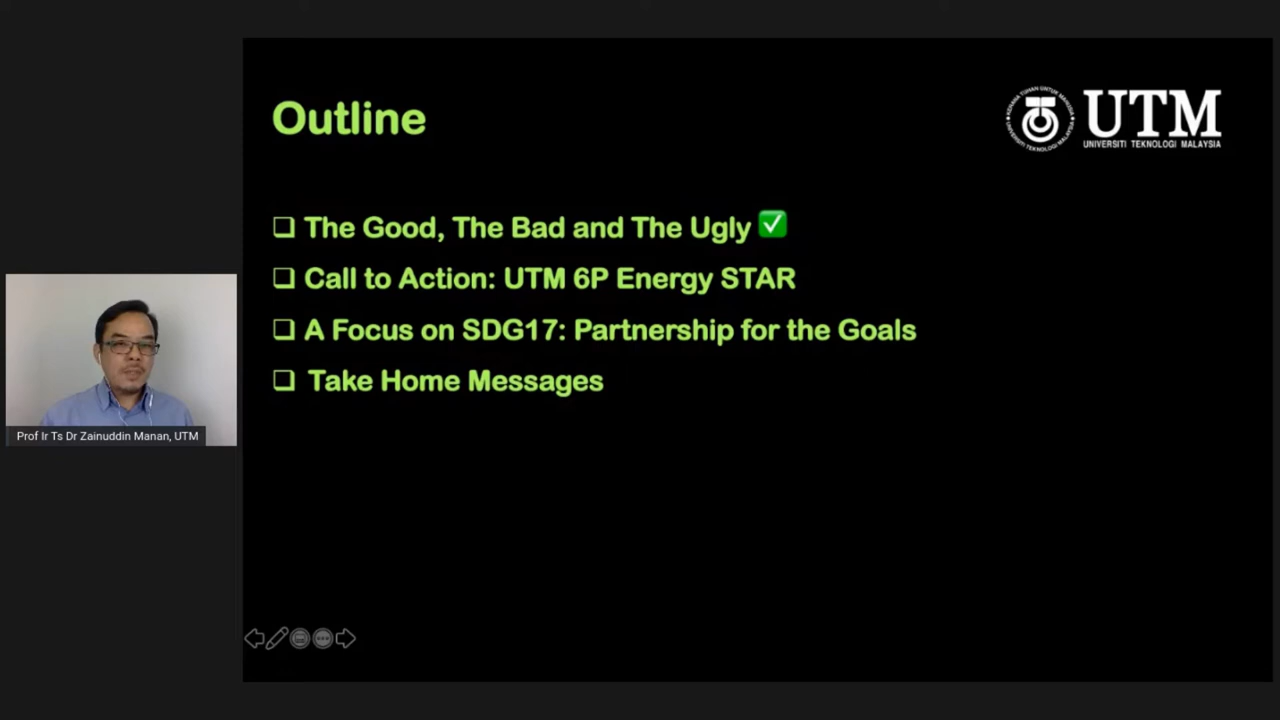 Outline
UTM
UNIVERSITI TEKNOLOGI MALAYSIA
The Good, The Bad and The Ugly
Call to Action: UTM 6P Energy STAR
A Focus on SDG17: Partnership for the Goals
Take Home Messages
Prof Ir Ts Dr Zainuddin Manan, UTM